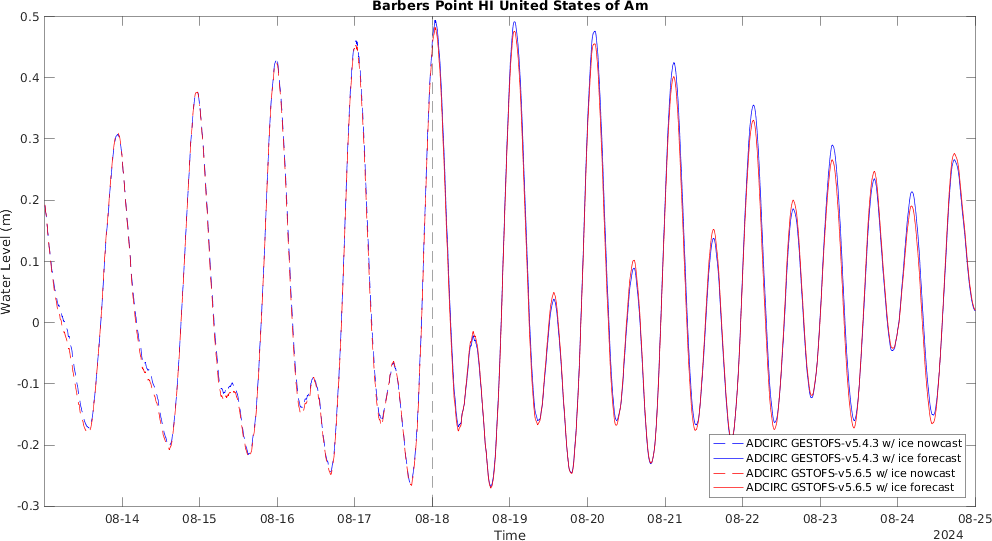 Barbers Point HI United States of Am
0.5
0.4
0.3
0.2
0.1
0
-0.1
-0.2
-0.3
Water Level (m)
08-14 08-15 08-16 08-17 08-18 08-19 08-20 08-21 08-22 08-23 08-24 08-25
Time
2024
ADCIRC GESTOFS-v5.4.3 w/ ice nowcast
ADCIRC GESTOFS-v5.4.3 w/ ice forecast
ADCIRC GSTOFS-v5.6.5 w/ ice nowcast
ADCIRC GSTOFS-v5.6.5 w/ ice forecast